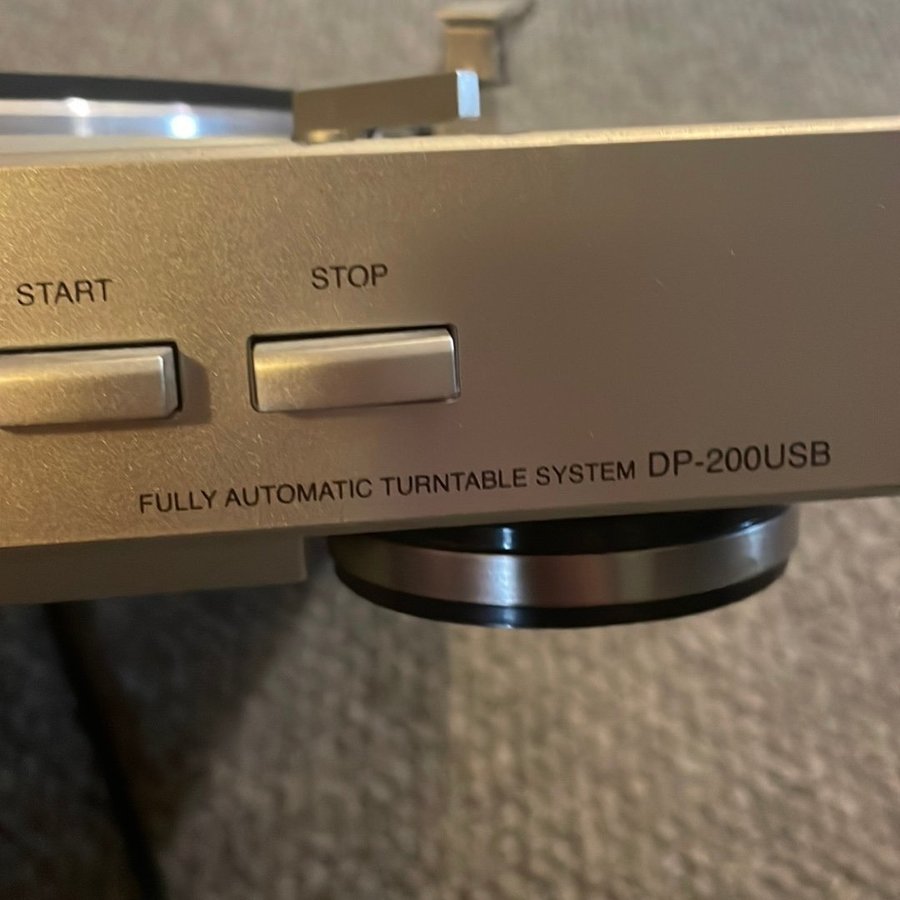 START STOP
FULLY AUTOMATIC TURNTABLE SYSTEM DP-200USB